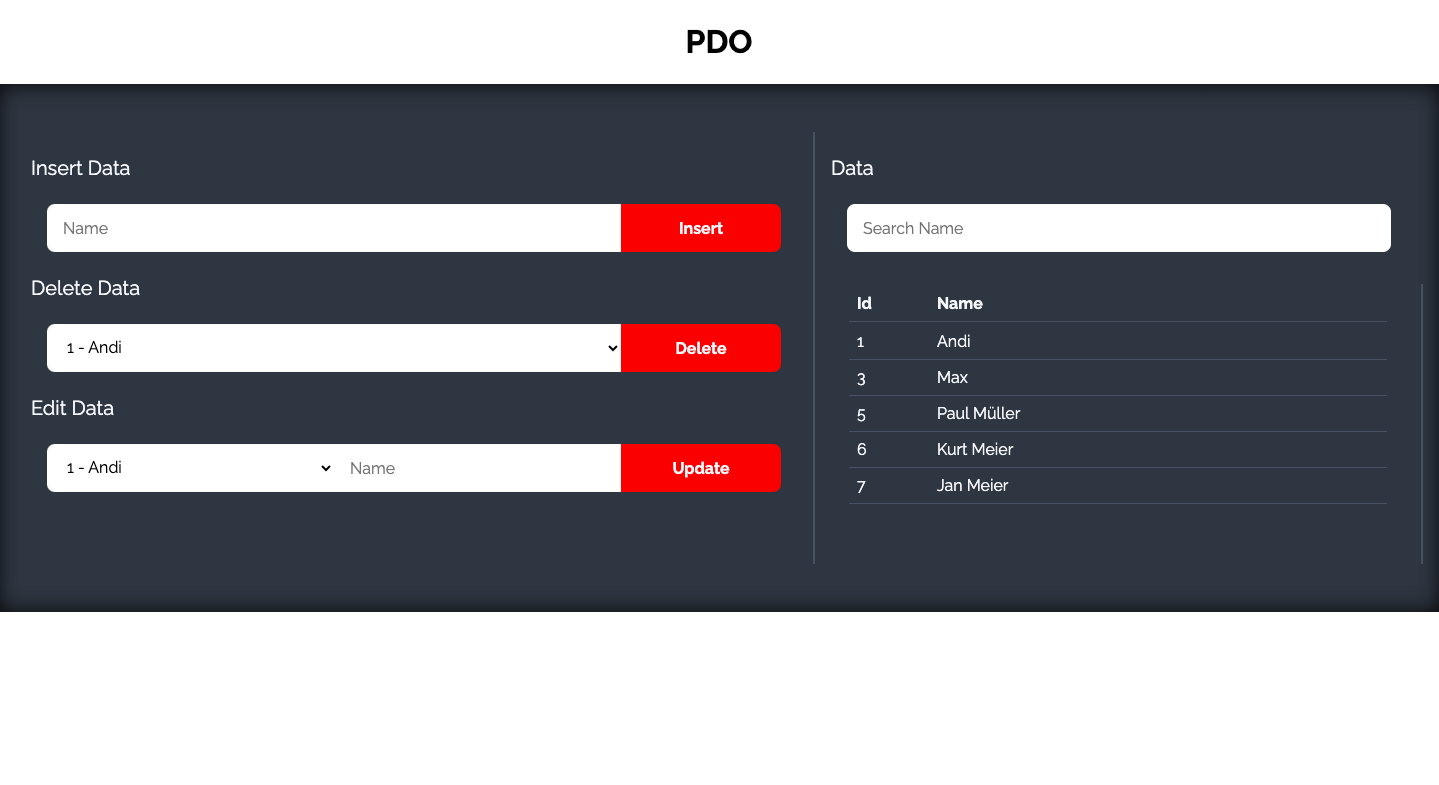 PDO
Insert Data
Name
Insert
Delete Data
1 - Andi
Delete
Edit Data
1 - Andi
Name
Update
Data
Search Name
Id Name
1 Andi
3 Max
5 Paul Müller
6 Kurt Meier
7 Jan Meier